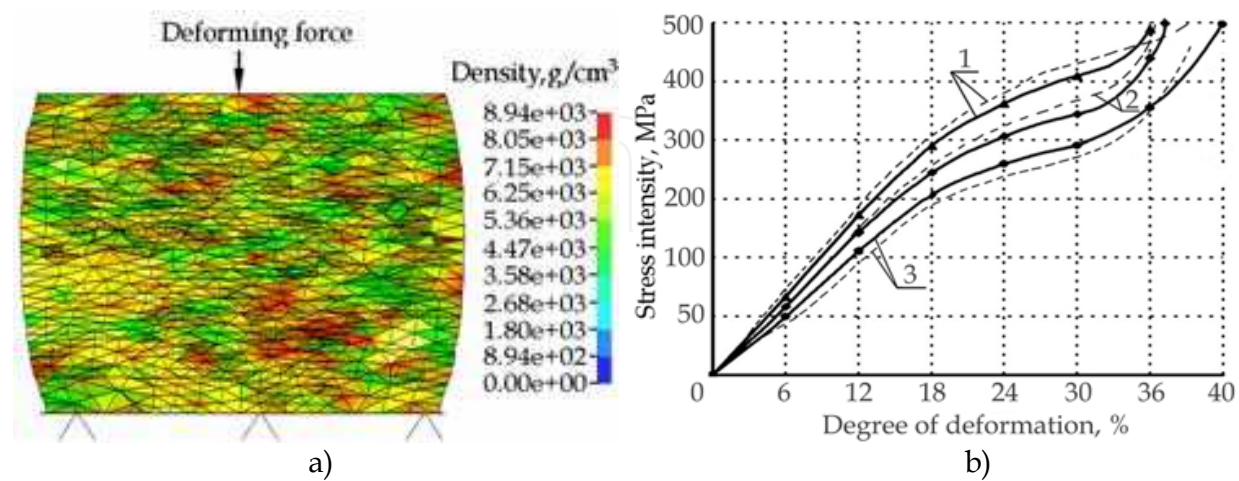 Deforming force
Density,g/cm³
8.94e+03
8.05e+03
7.15e+03
6.25e+03
5.36e+03
4.47e+03
3.58e+03
2.68e+03
1.80e+03
8.94e+02
0.00e+00
a)
Stress intensity, MPa
500
400
300
200
100
50
0
6
12
18
24
30
36
40
1
2
3
Degree of deformation, %
b)